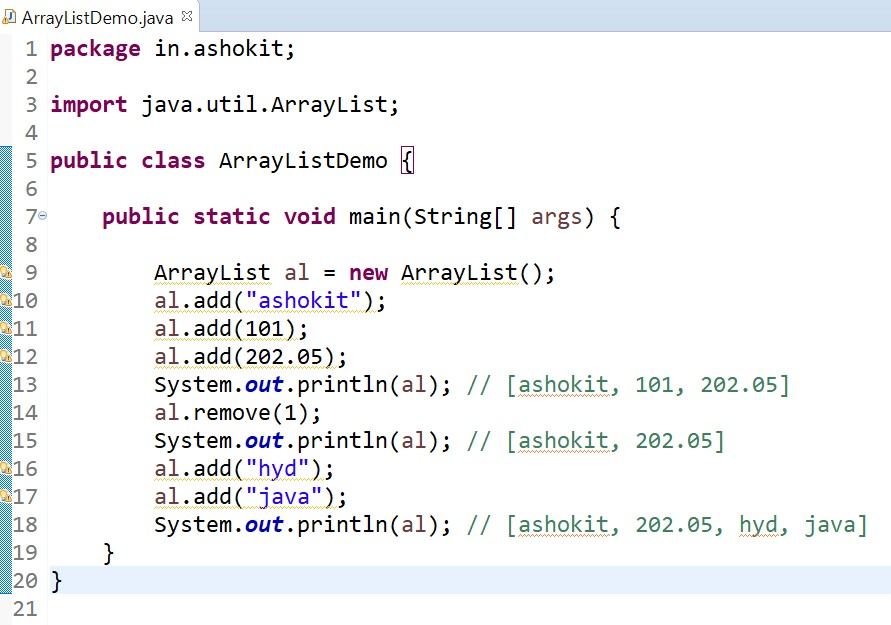 ArrayListDemo.java
1 package in.ashokit;
2
3 import java.util.ArrayList;
4
5 public class ArrayListDemo {
6
7     public static void main(String[] args) {
8
9         ArrayList al = new ArrayList();
10         al.add("ashokit");
11         al.add(101);
12         al.add(202.05);
13         System.out.println(al); // [ashokit, 101, 202.05]
14         al.remove(1);
15         System.out.println(al); // [ashokit, 202.05]
16         al.add("hyd");
17         al.add("java");
18         System.out.println(al); // [ashokit, 202.05, hyd, java]
19     }
20 }
21